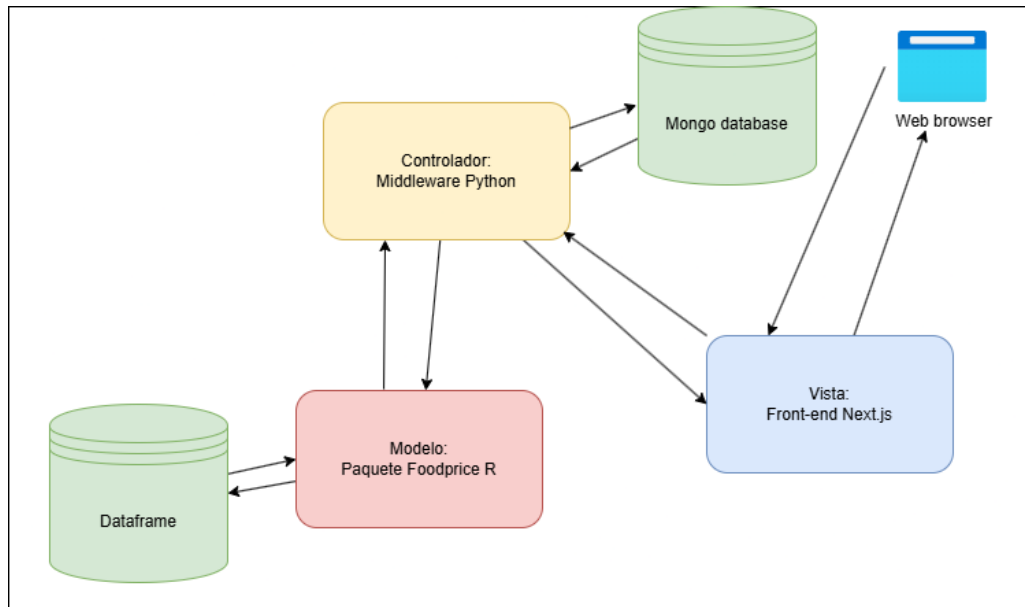 Mongo database
Web browser
Controlador:
Middleware Python
Vista:
Front-end Next.js
Modelo:
Paquete Foodprice R
Dataframe